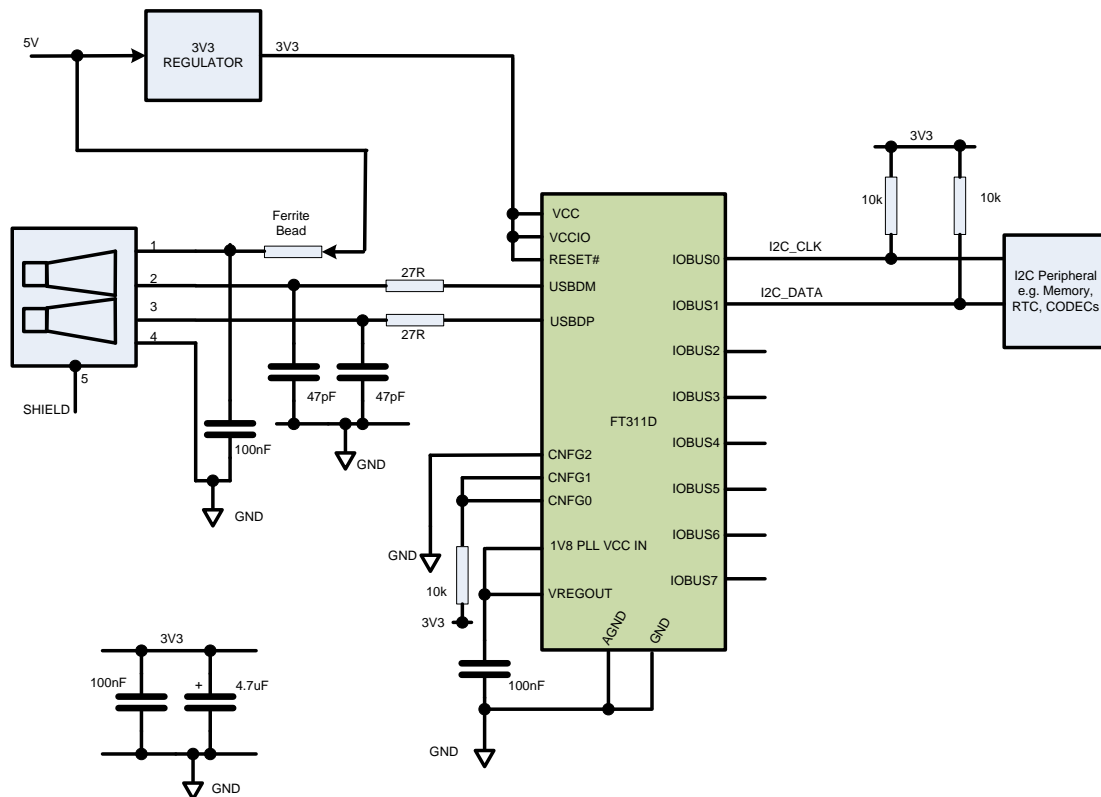 5V
3V3
REGULATOR
3V3
Ferrite
Bead
1
2
3
4
5
SHIELD
27R
27R
47pF
47pF
GND
100nF
GND
VCC
VCCIO
RESET#
USBDM
USBDP
CNFG2
CNFG1
CNFG0
1V8 PLL VCC IN
VREGOUT
AGND
GND
FT311D
IOBUS0
IOBUS1
IOBUS2
IOBUS3
IOBUS4
IOBUS5
IOBUS6
IOBUS7
I2C_CLK
I2C_DATA
3V3
10k
10k
I2C Peripheral
e.g. Memory,
RTC, CODECs
GND
10k
3V3
100nF
GND
3V3
100nF
+
4.7uF
GND